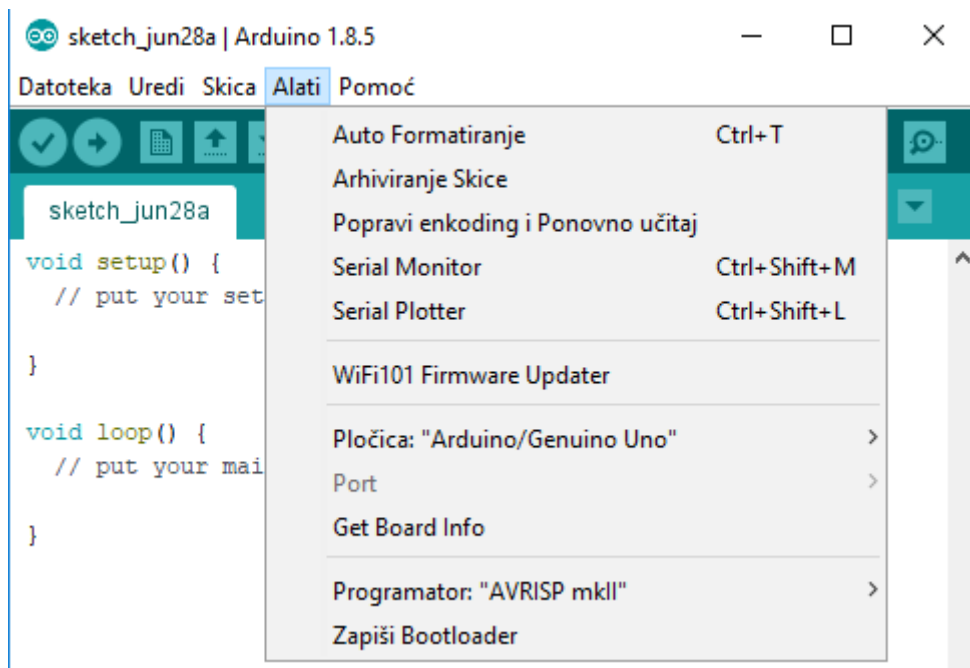 sketch_jun28a | Arduino 1.8.5
Datoteka Uredi Skica Alati Pomoć
sketch_jun28a
void setup() {
// put your set
}
void loop() {
// put your mai
}
Auto Formatiranje Ctrl+T
Arhiviranje Skice
Popravi enkoding i Ponovno učitaj
Serial Monitor Ctrl+Shift+M
Serial Plotter Ctrl+Shift+L
WiFi101 Firmware Updater
Pločica: "Arduino/Genuino Uno"
Port
Get Board Info
Programator: "AVRISP mkII"
Zapiši Bootloader